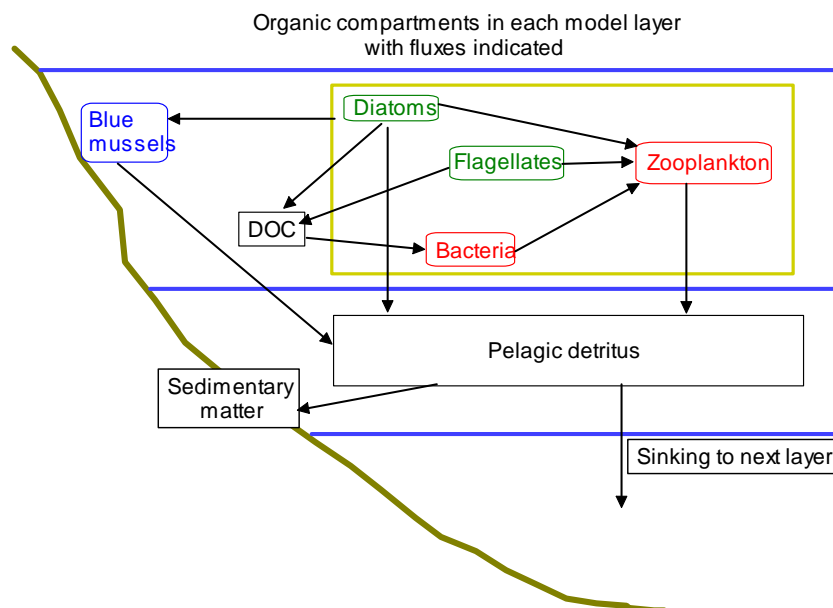 Organic compartments in each model layer
with fluxes indicated
Diatoms
Blue
mussels
Flagellates
Zooplankton
DOC
Bacteria
Pelagic detritus
Sedimentary
matter
Sinking to next layer